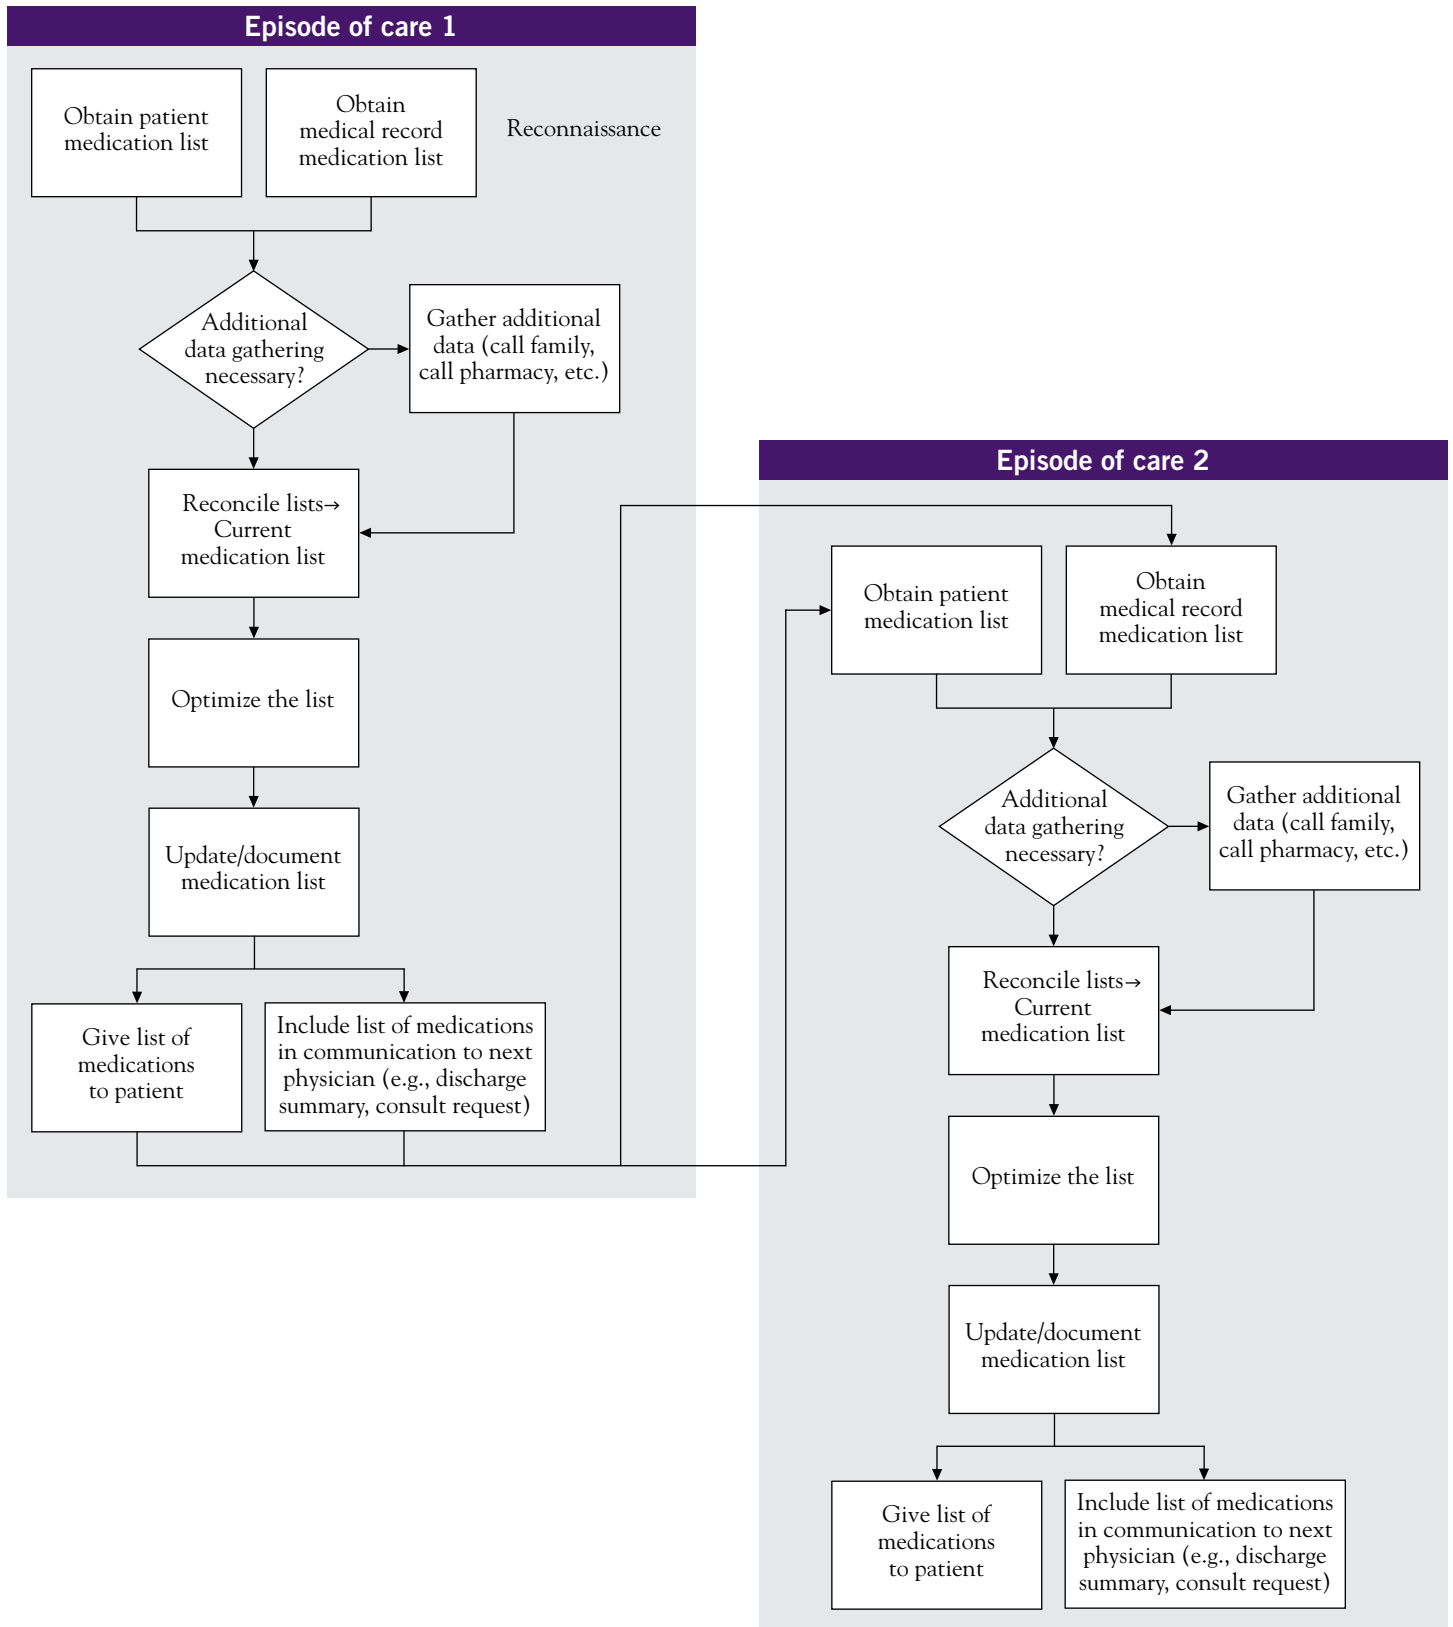 Episode of care 1
Obtain patient
medication list
Obtain
medical record
medication list
Reconnaissance
Additional
data gathering
necessary?
Gather additional
data (call family,
call pharmacy, etc.)
Reconcile lists→
Current
medication list
Optimize the list
Update/document
medication list
Give list of
medications
to patient
Include list of medications
in communication to next
physician (e.g., discharge
summary, consult request)
Episode of care 2
Obtain patient
medication list
Obtain
medical record
medication list
Additional
data gathering
necessary?
Gather additional
data (call family,
call pharmacy, etc.)
Reconcile lists→
Current
medication list
Optimize the list
Update/document
medication list
Give list of
medications
to patient
Include list of medications
in communication to next
physician (e.g., discharge
summary, consult request)